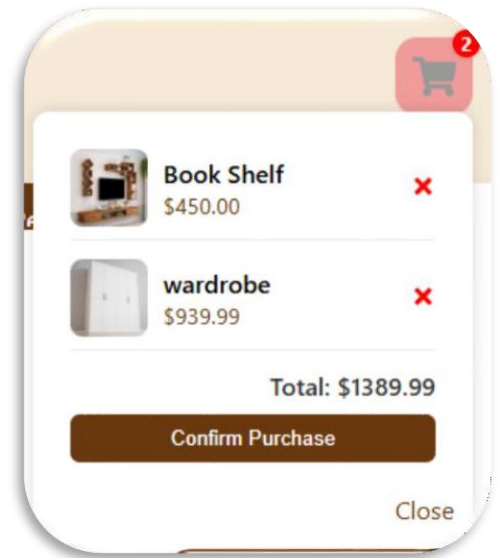 2
Book Shelf
$450.00
wardrobe
$939.99
Total: $1389.99
Confirm Purchase
Close